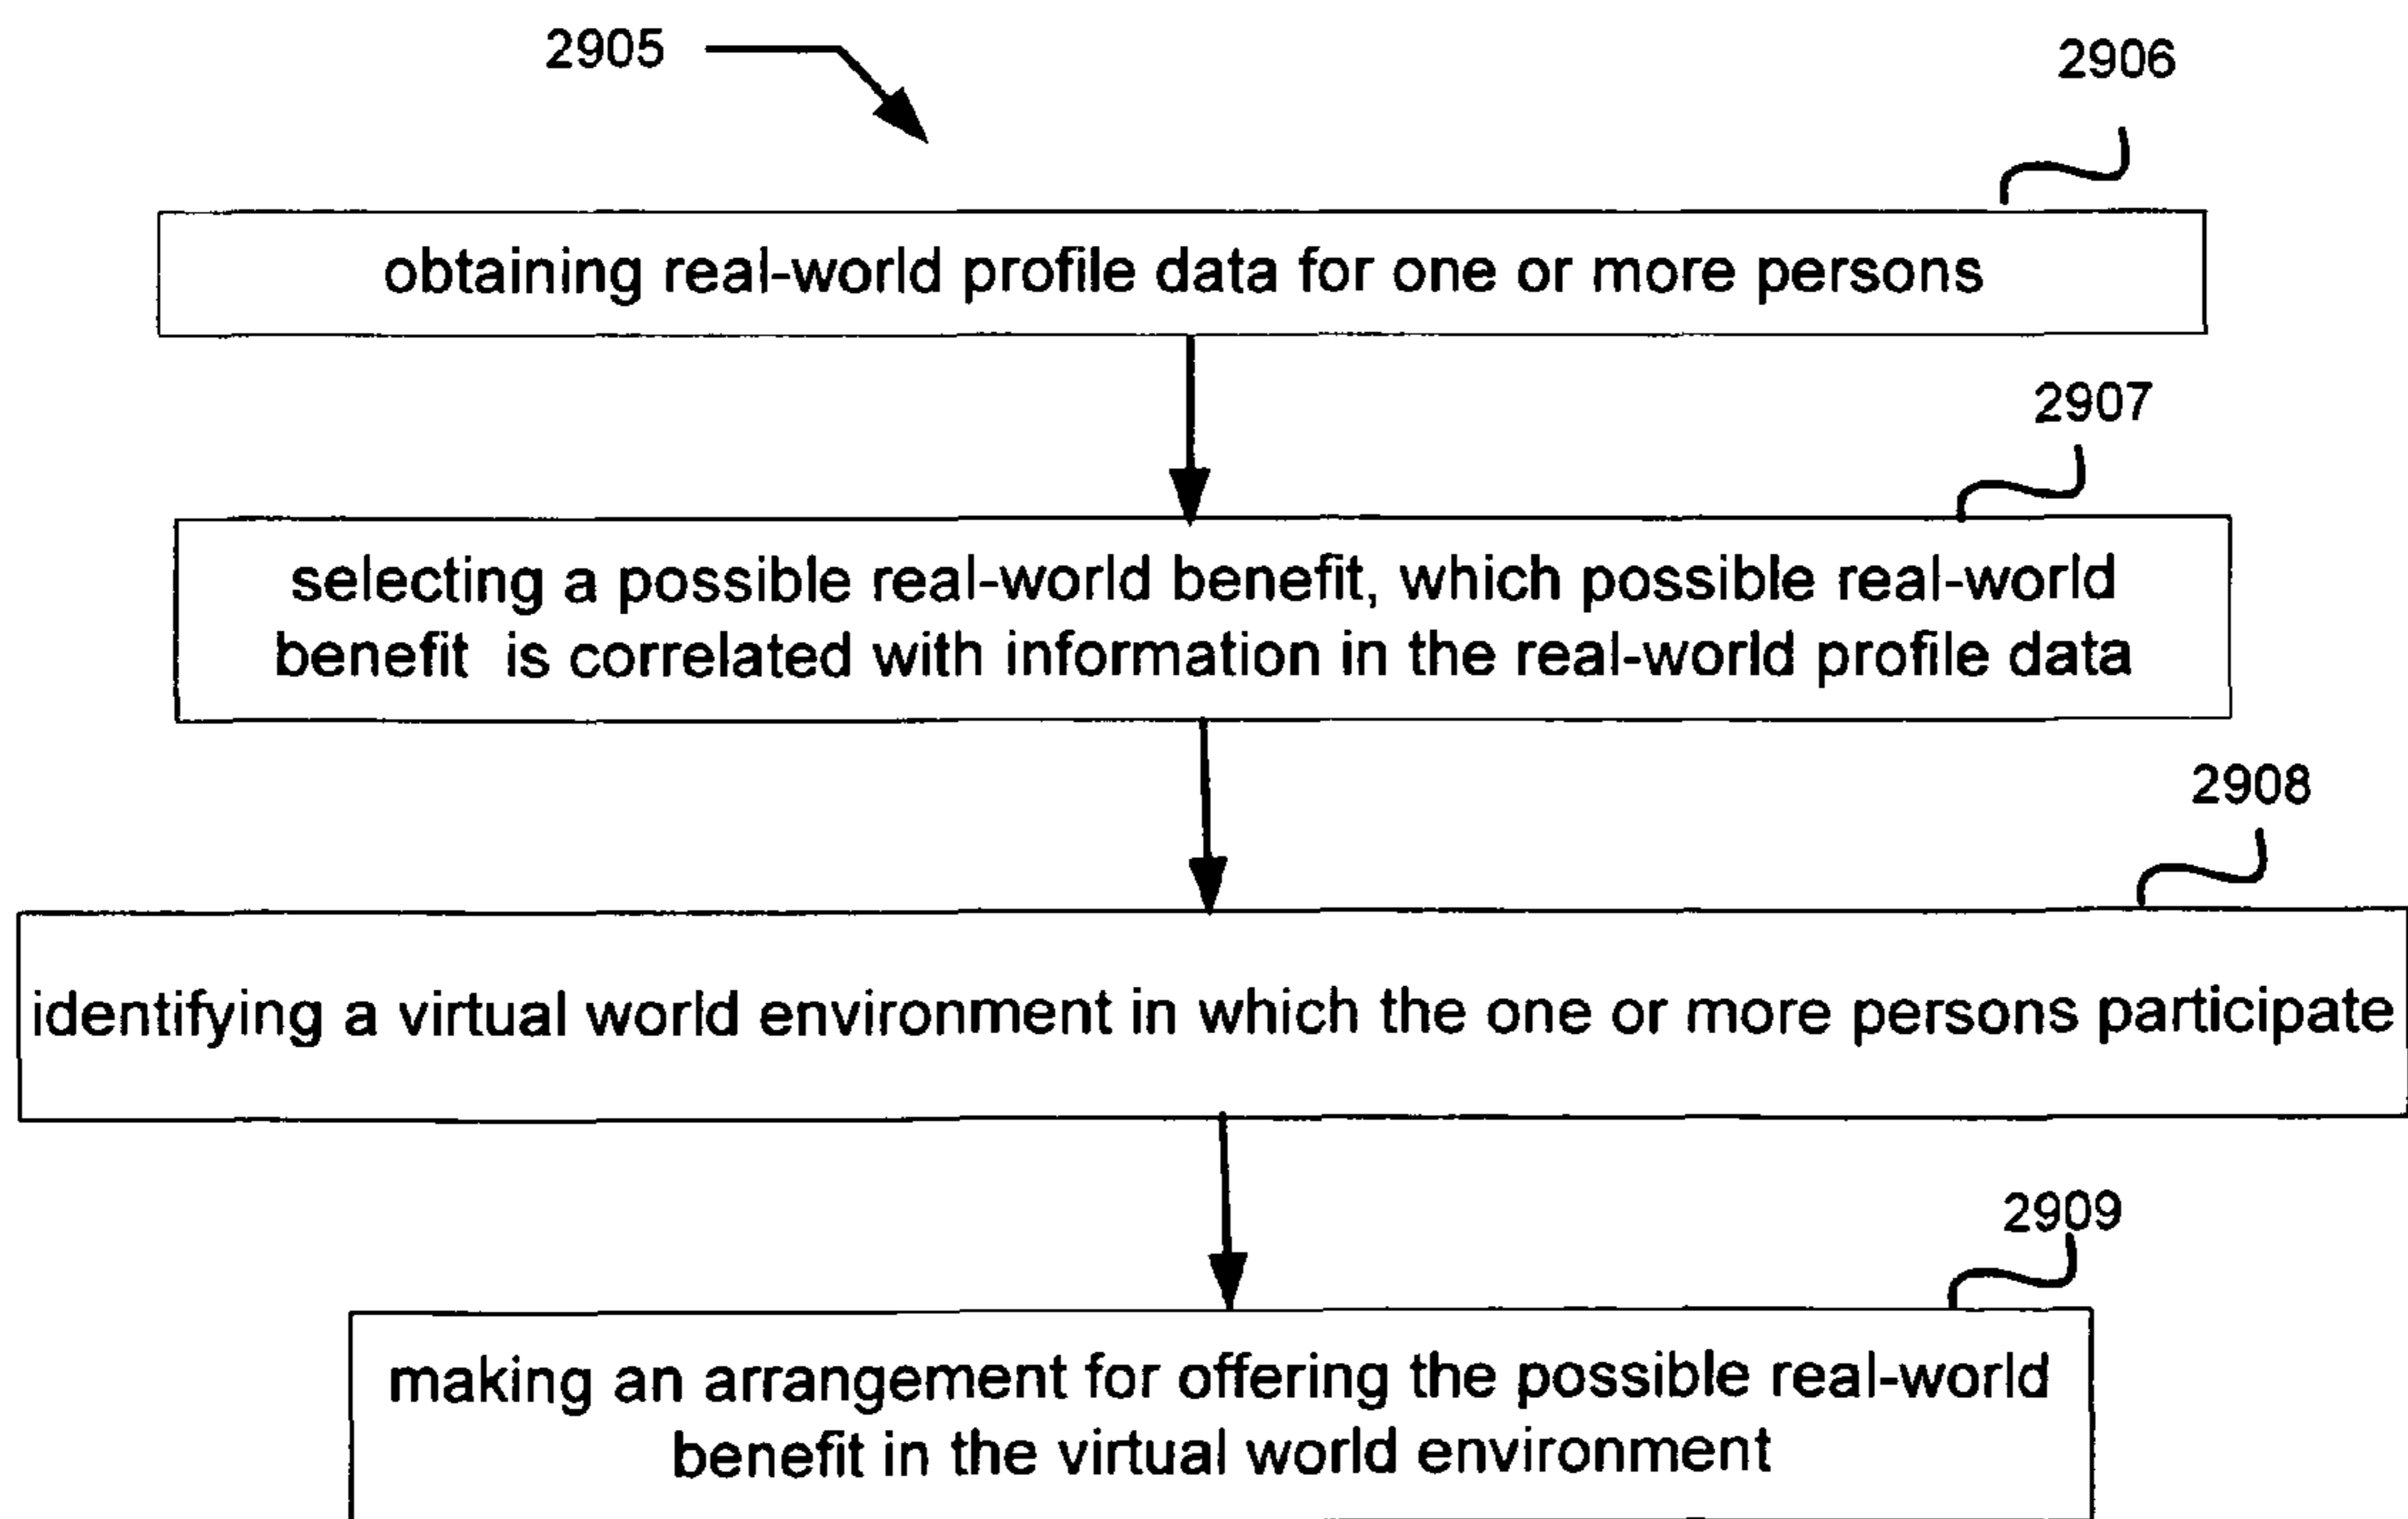 2905
2906
obtaining real-world profile data for one or more persons
2907
selecting a possible real-world benefit, which possible real-world
benefit is correlated with information in the real-world profile data
2908
identifying a virtual world environment in which the one or more persons participate
2909
making an arrangement for offering the possible real-world
benefit in the virtual world environment